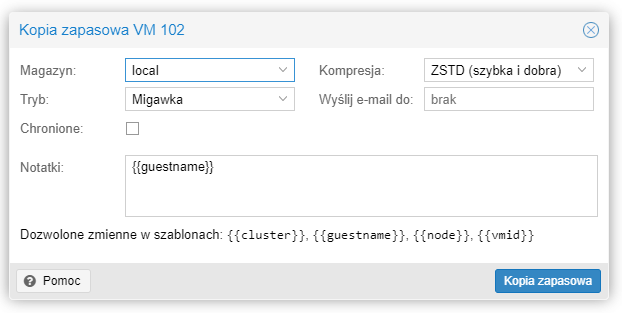 Kopia zapasowa VM 102
Magazyn: local Kompresja: ZSTD (szybka i dobra)
Tryb: Migawka Wyślij e-mail do: brak
Chronione:
Notatki: {{guestname}}
Dozwolone zmienne w szablonach: {{cluster}}, {{guestname}}, {{node}}, {{vmid}}
Pomoc Kopia zapasowa